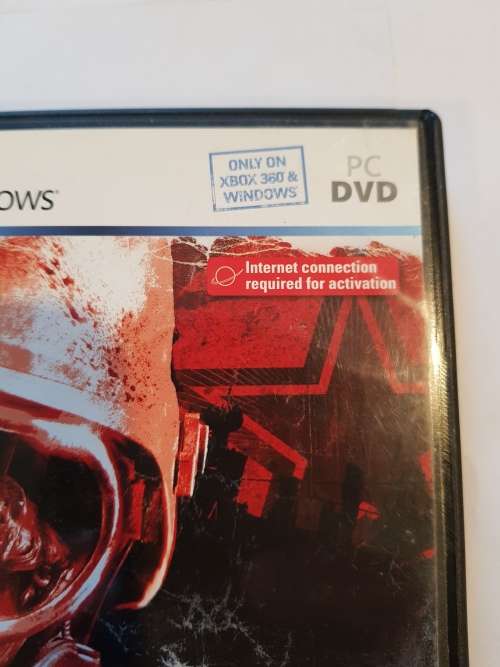 ows
ONLY ON
XBOX 360 &
WINDOWS
PC
DVD
Internet connection
required for activation